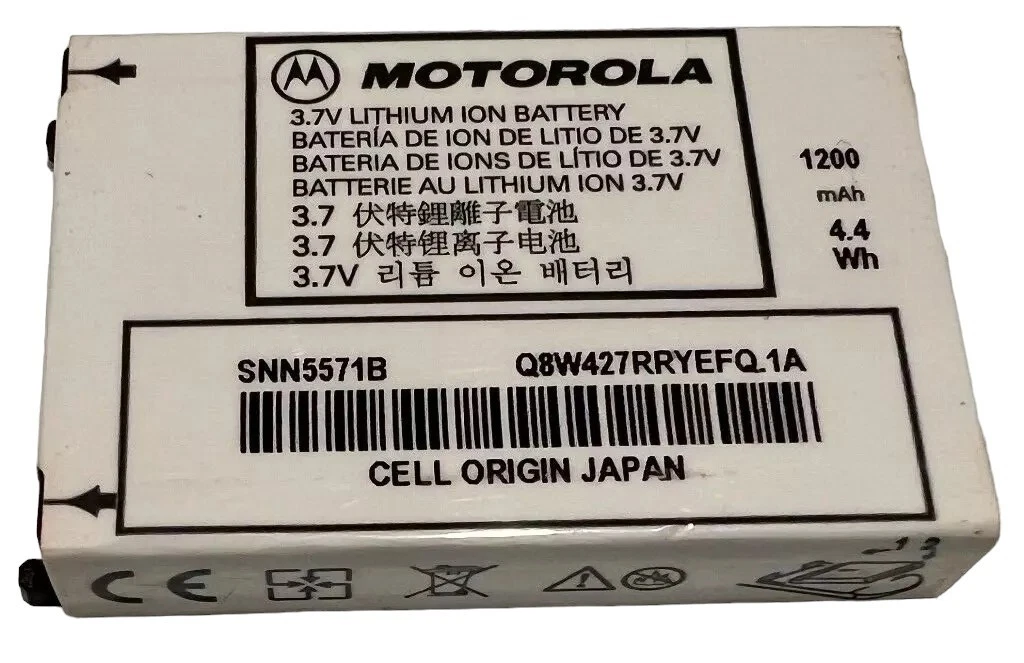 MOTOROLA
3.7V LITHIUM ION BATTERY
BATERÍA DE ION DE LITIO DE 3.7V
BATERIA DE IONS DE LÍTIO DE 3.7V
BATTERIE AU LITHIUM ION 3.7V
3.7 伏特鋰離子電池
3.7 伏特锂离子电池
3.7V 리튬 이온 배터리
1200
mAh
4.4
Wh
SNN5571B Q8W427RRYEFQ.1A
CELL ORIGIN JAPAN
CE